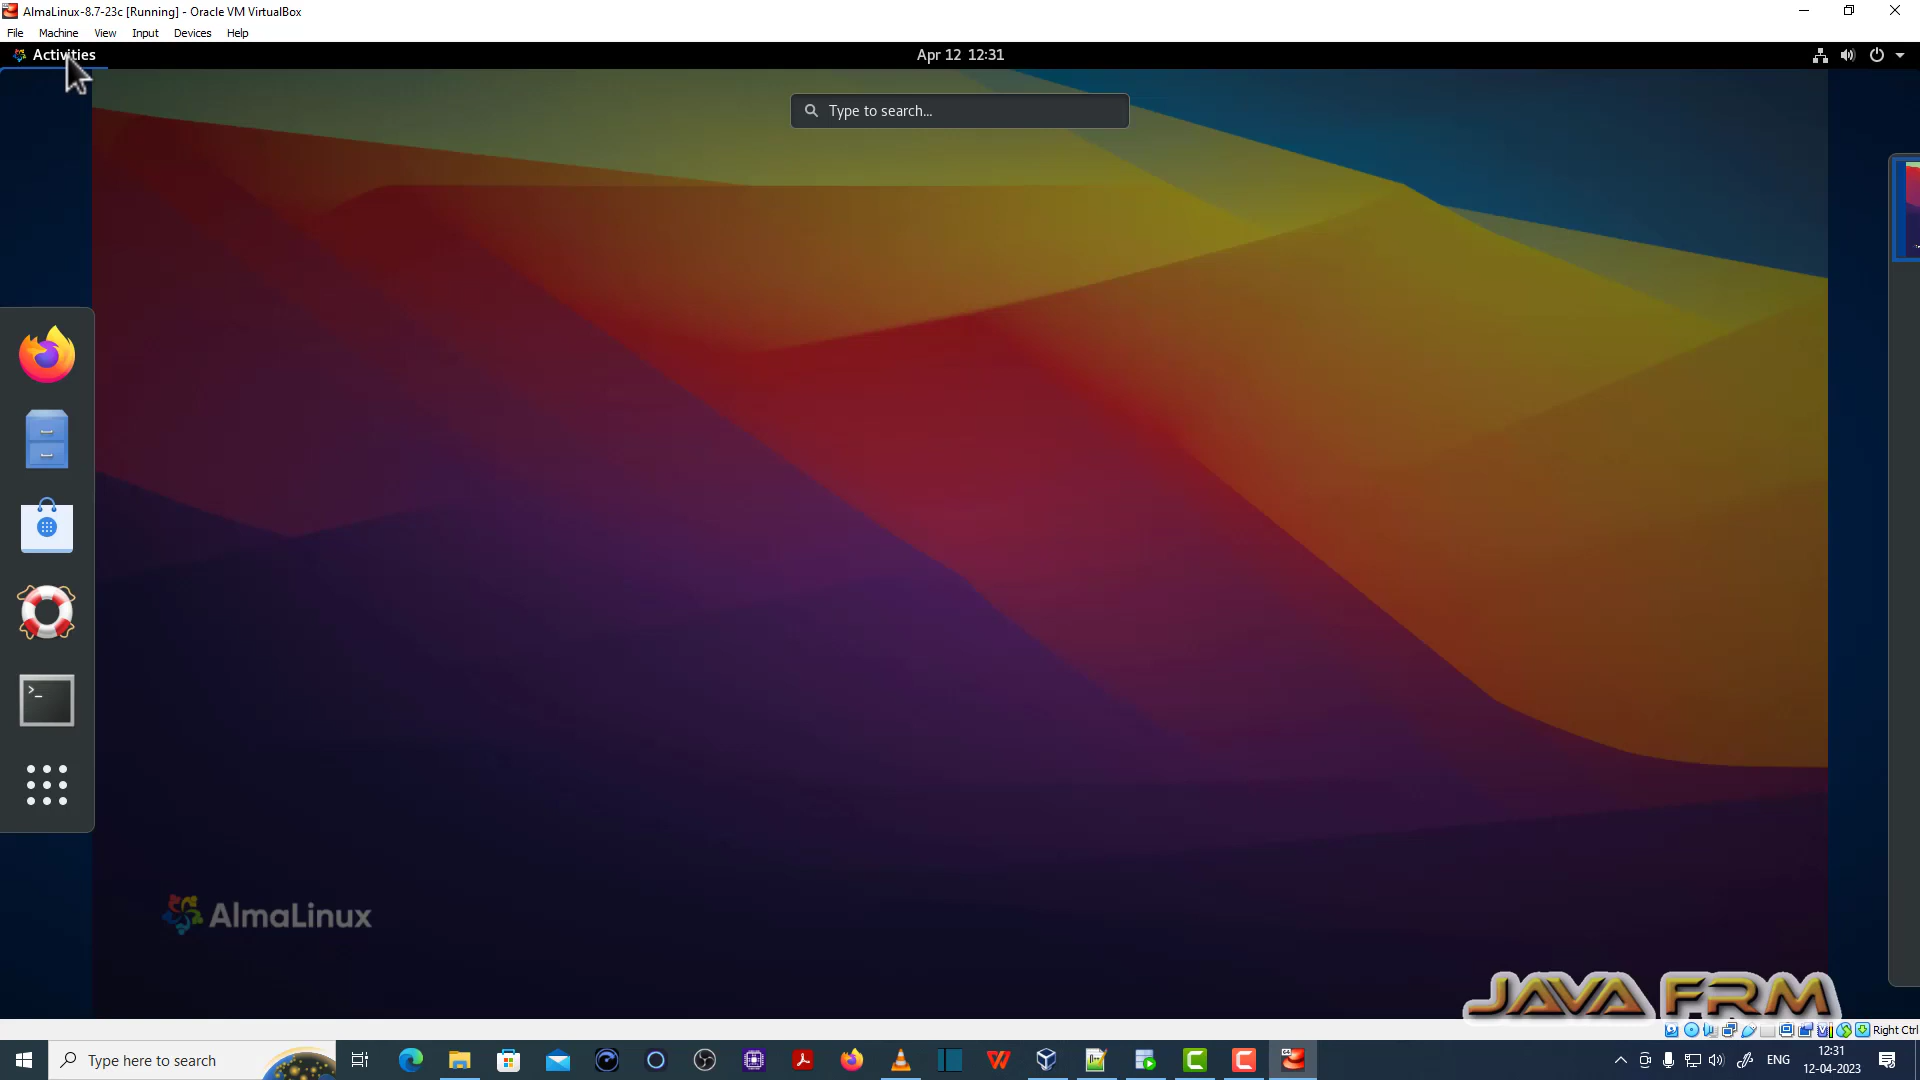 AlmaLinux-8.7-23c [Running] - Oracle VM VirtualBox
File Machine View Input Devices Help
Activities
Apr 12 12:31
Type to search...
>_
AlmaLinux
JAVA FRM
Right Ctrl
Type here to search
ENG
12:31
12-04-2023